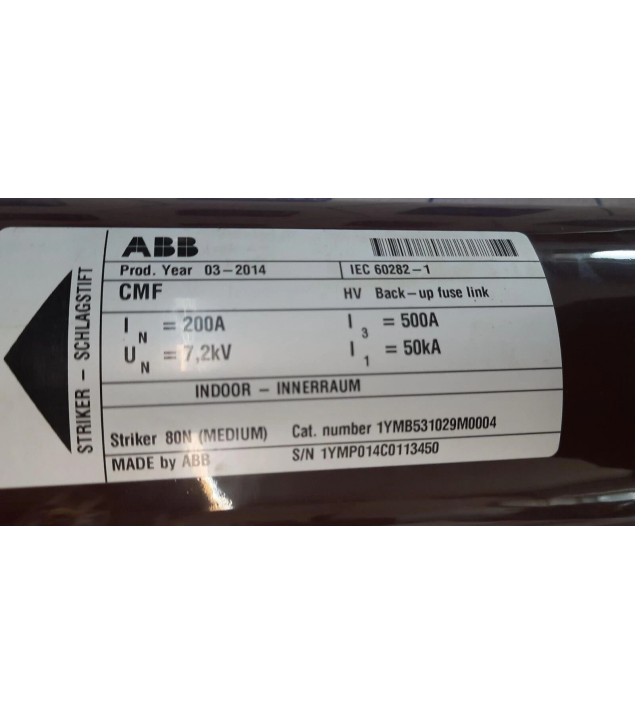 ABB
Prod. Year 03-2014 IEC 60282-1
CMF HV Back-up fuse link
IN = 200A I3 = 500A
UN = 7,2kV I1 = 50kA
INDOOR - INNERRAUM
Striker 80N (MEDIUM) Cat. number 1YMB531029M0004
MADE by ABB S/N 1YMP014C0113450
STRIKER - SCHLAGSTIFT